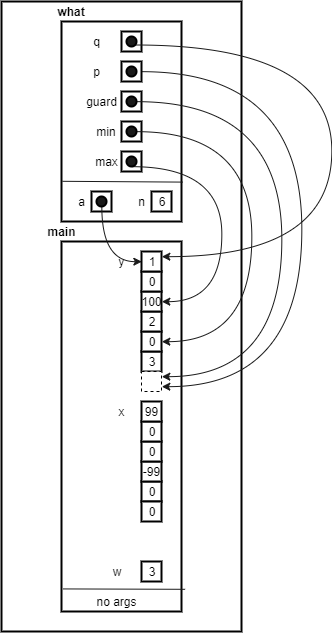 what
q
p
guard
min
max
a n 6
main
y 1
0
100
2
0
3
x 99
0
0
-99
0
0
w 3
no args